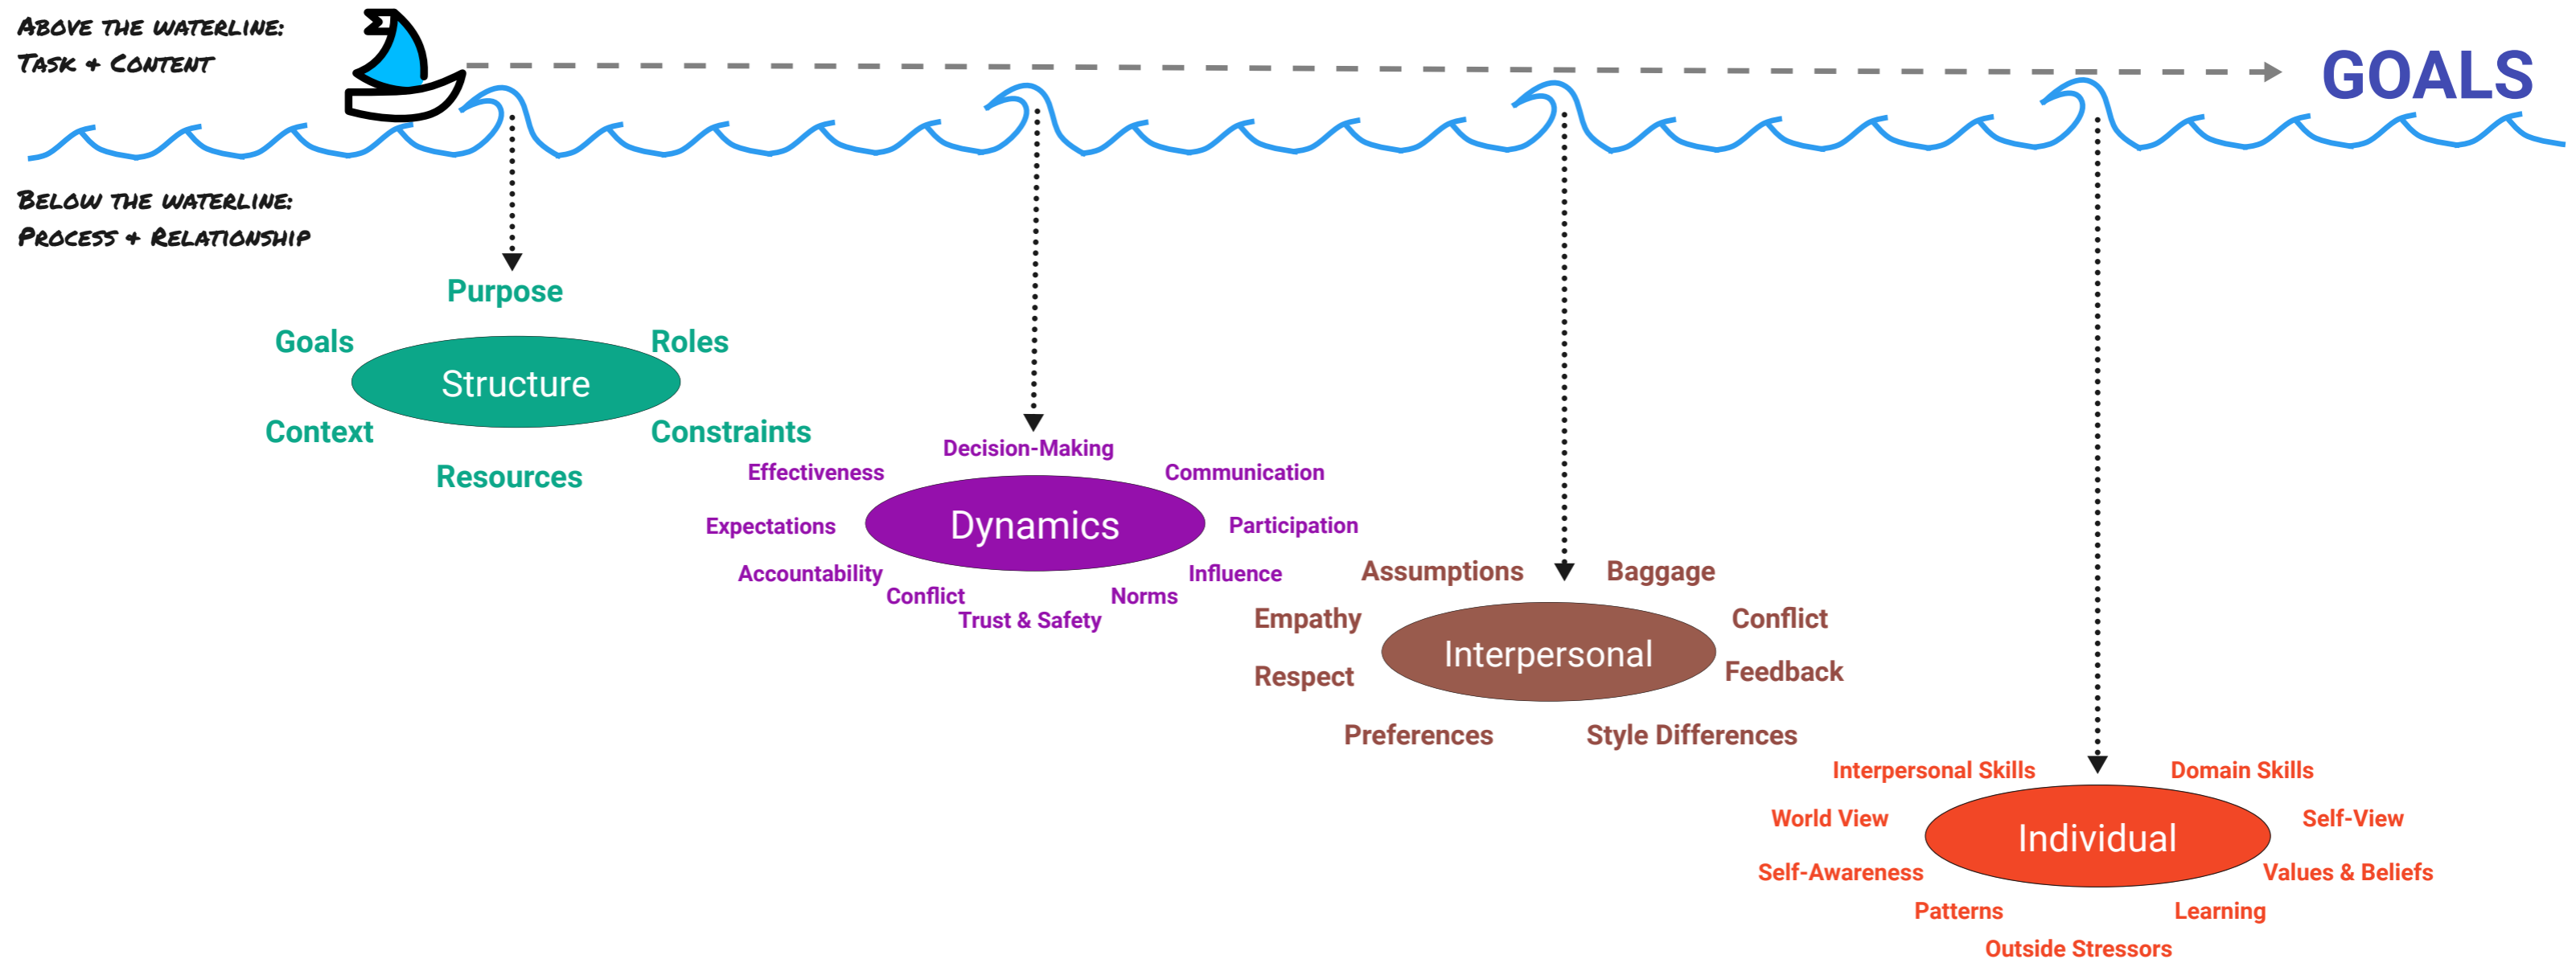 ABOVE THE WATERLINE:
TASK + CONTENT
GOALS
BELOW THE WATERLINE:
PROCESS + RELATIONSHIP
Purpose
Goals
Roles
Structure
Context
Constraints
Resources
Decision-Making
Effectiveness
Communication
Expectations
Dynamics
Participation
Accountability
Influence
Conflict
Norms
Trust & Safety
Assumptions
Baggage
Empathy
Conflict
Interpersonal
Respect
Feedback
Preferences
Style Differences
Interpersonal Skills
Domain Skills
World View
Self-View
Individual
Self-Awareness
Values & Beliefs
Patterns
Learning
Outside Stressors